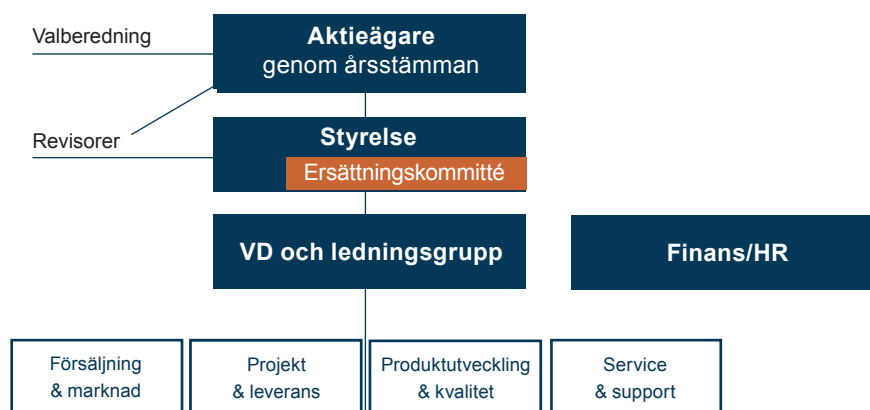 Valberedning
Aktieägare
genom årsstämman
Revisorer
Styrelse
Ersättningskommitté
VD och ledningsgrupp
Finans/HR
Försäljning
& marknad
Projekt
& leverans
Produktutveckling
& kvalitet
Service
& support